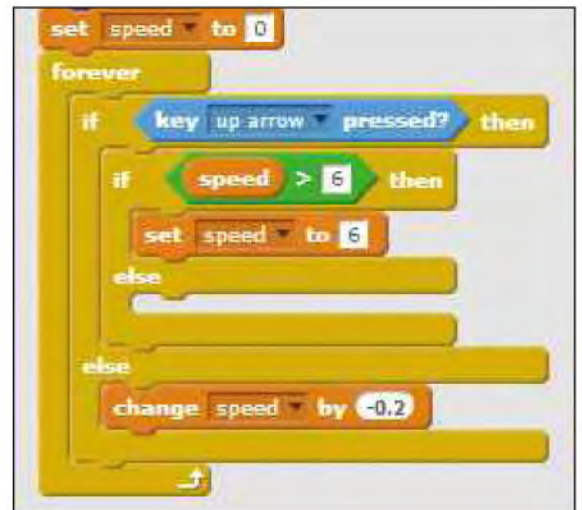 set speed to 0
forever
if key up arrow pressed? then
if speed > 6 then
set speed to 6
else
else
change speed by -0.2